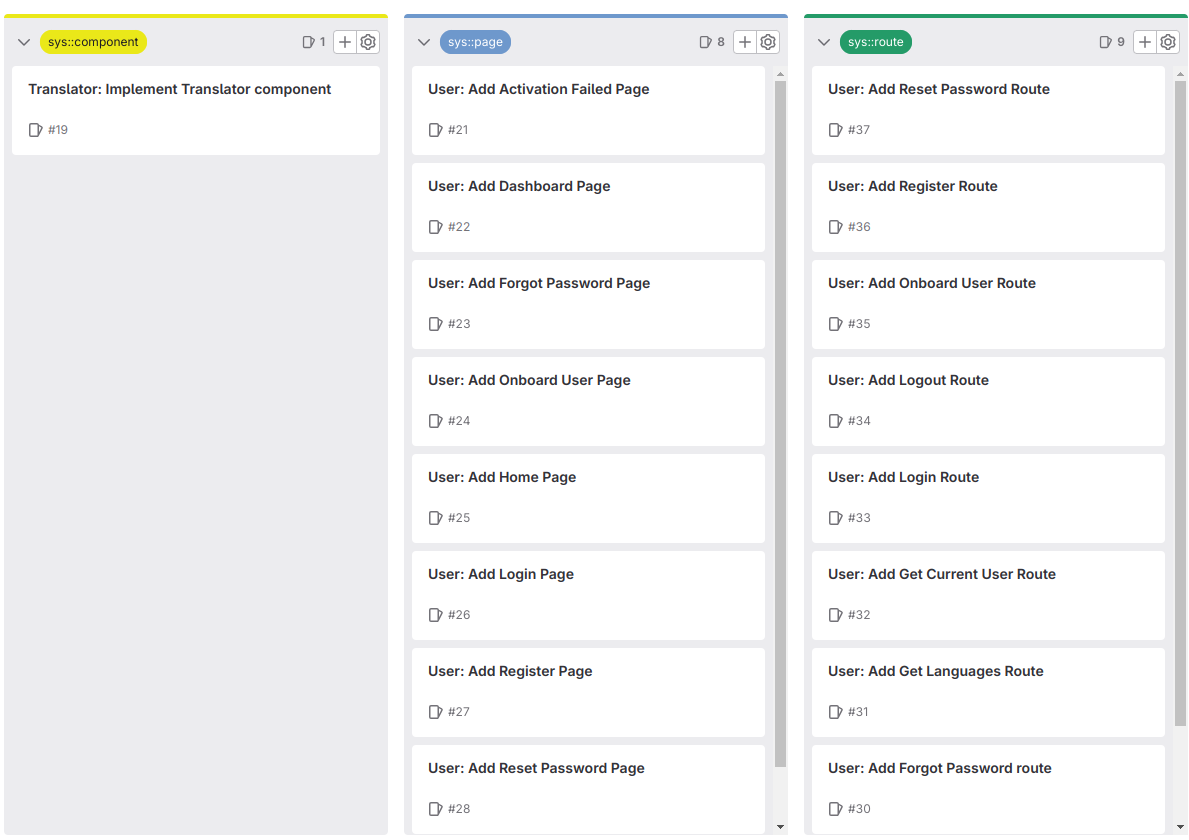 sys::component 1
Translator: Implement Translator component
#19
sys::page 8
User: Add Activation Failed Page
#21
User: Add Dashboard Page
#22
User: Add Forgot Password Page
#23
User: Add Onboard User Page
#24
User: Add Home Page
#25
User: Add Login Page
#26
User: Add Register Page
#27
User: Add Reset Password Page
#28
sys::route 9
User: Add Reset Password Route
#37
User: Add Register Route
#36
User: Add Onboard User Route
#35
User: Add Logout Route
#34
User: Add Login Route
#33
User: Add Get Current User Route
#32
User: Add Get Languages Route
#31
User: Add Forgot Password route
#30